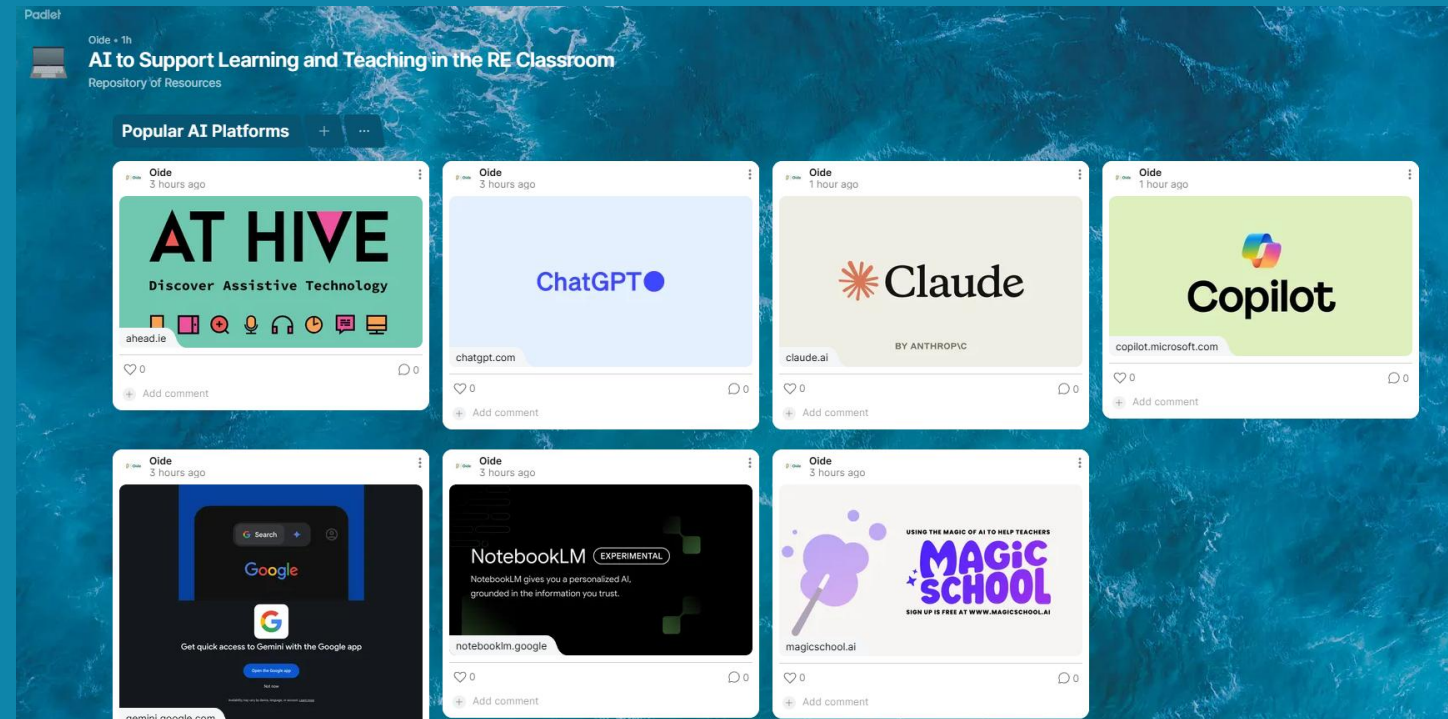 Padlet
Oide • 1h
AI to Support Learning and Teaching in the RE Classroom
Repository of Resources
Popular AI Platforms
Oide
3 hours ago
AT HIVE
Discover Assistive Technology
ahead.ie
0
0
Add comment
Oide
3 hours ago
ChatGPT
chatgpt.com
0
0
Add comment
Oide
1 hour ago
Claude
BY ANTHROP\C
claude.ai
0
0
Add comment
Oide
1 hour ago
Copilot
copilot.microsoft.com
0
0
Add comment
Oide
3 hours ago
G Search
Google
G
Get quick access to Gemini with the Google app
Open the Google app
Not now
gemini.google.com
Oide
3 hours ago
NotebookLM EXPERIMENTAL
NotebookLM gives you a personalized AI,
grounded in the information you trust.
notebooklm.google
0
0
Add comment
Oide
3 hours ago
USING THE MAGIC OF AI TO HELP TEACHERS
MAGiC
SCHOOL
SIGN UP IS FREE AT WWW.MAGICSCHOOL.AI
magicschool.ai
0
0
Add comment